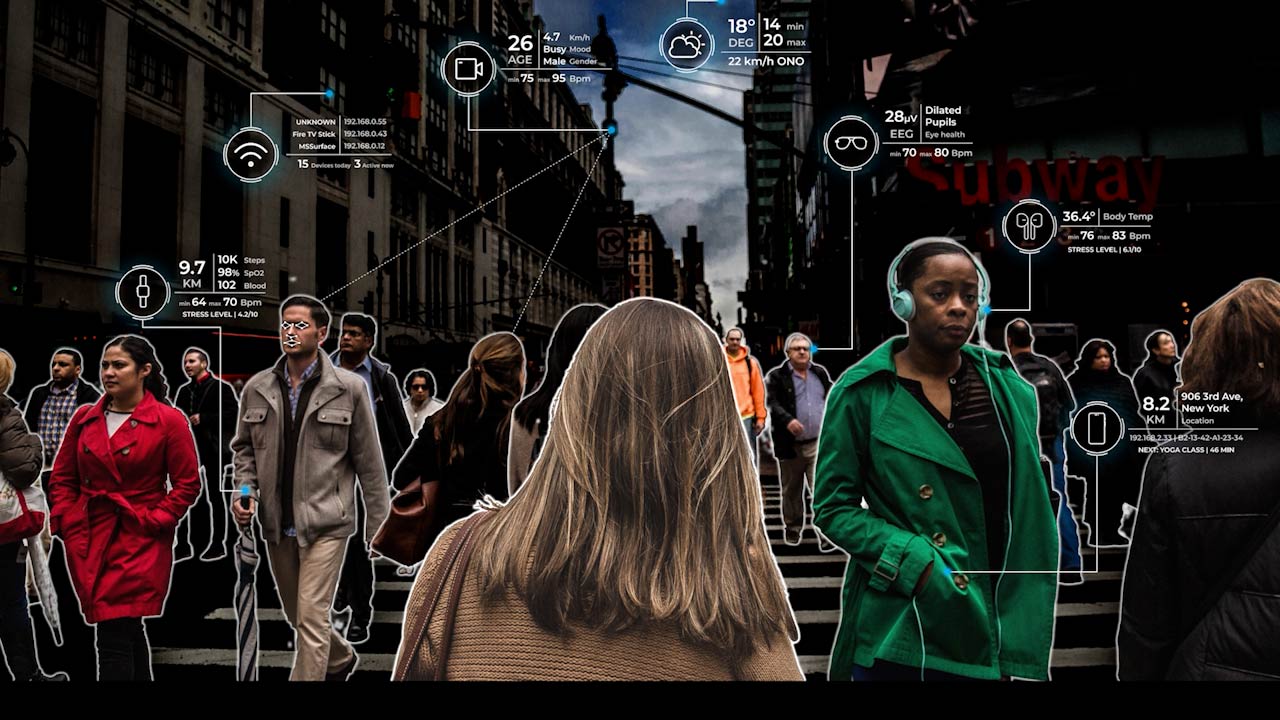 18° 14 min
DEG 20 max
22 km/h ONO
26 4.7 Km/h
AGE Busy Mood
Male Gender
min 75 max 95 Bpm
UNKNOWN 192.168.0.55
Fire TV Stick 192.168.0.43
MSSurface 192.168.0.12
15 Devices today 3 Active now
28µV Dilated
EEG Pupils
Eye health
min 70 max 80 Bpm
Subway
36.4° Body Temp
min 76 max 83 Bpm
STRESS LEVEL | 6.1/10
9.7 10K Steps
KM 98% SpO2
102 Blood
min 64 max 70 Bpm
STRESS LEVEL | 4.2/10
8.2 906 3rd Ave,
KM New York
Location
192.168.2.33 | B2-13-42-A1-23-34
NEXT: YOGA CLASS | 46 MIN